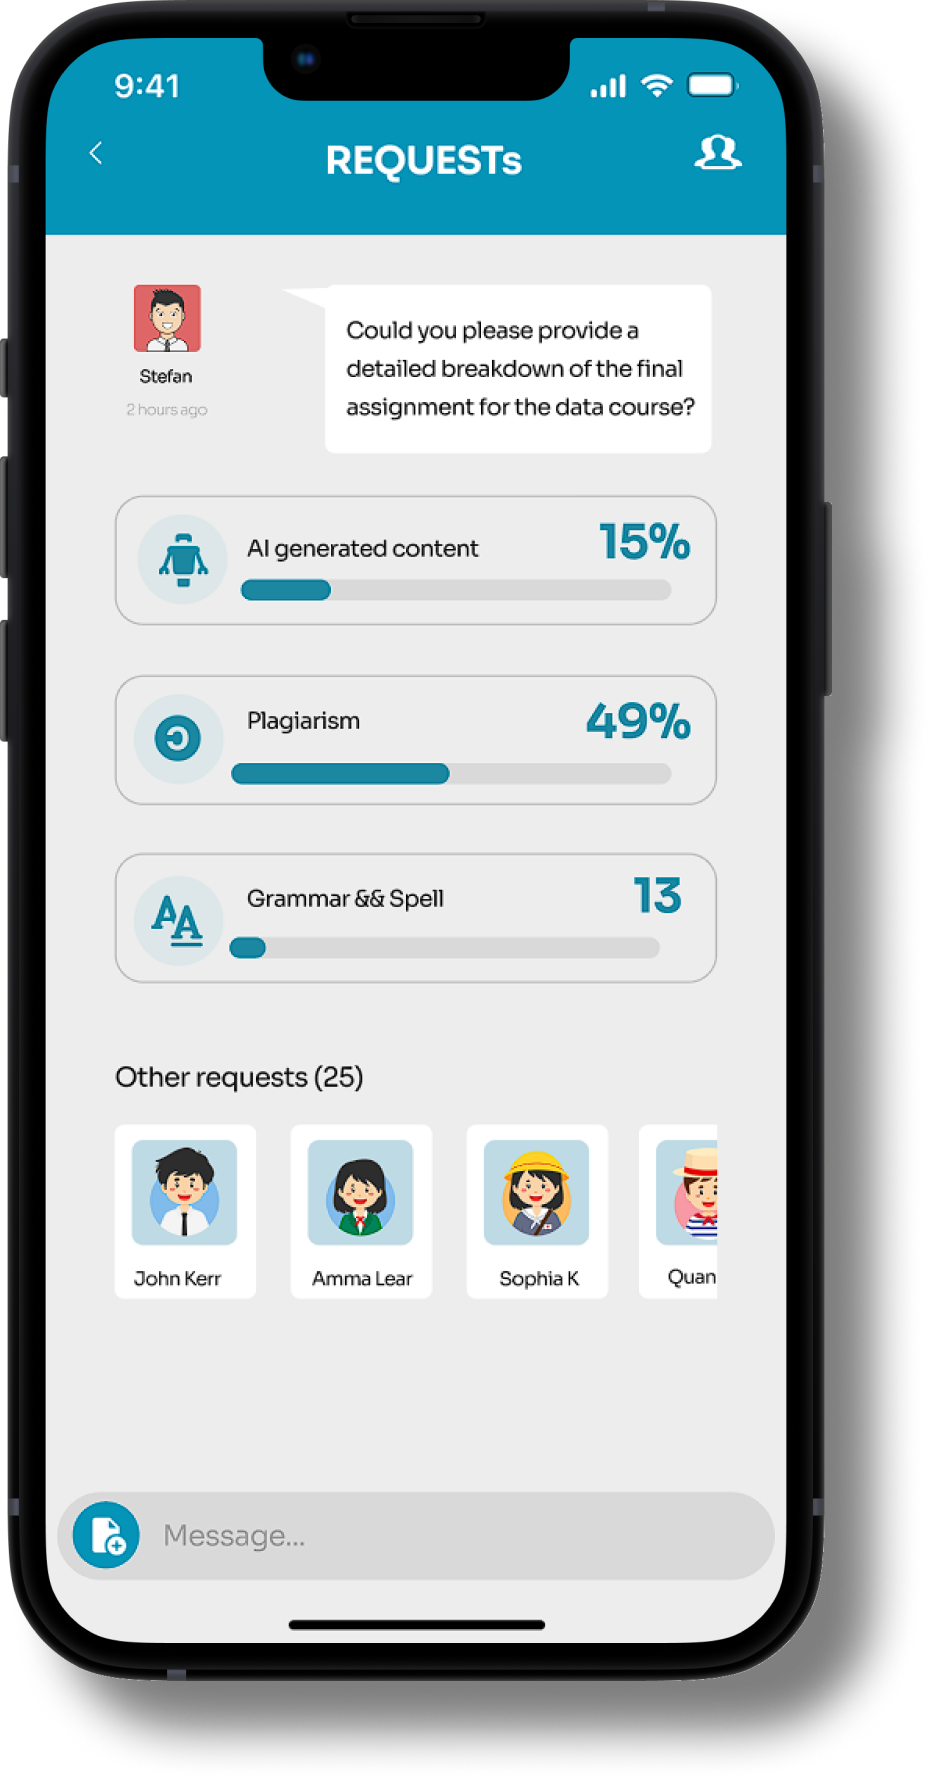 9:41
REQUESTs
Could you please provide a
detailed breakdown of the final
assignment for the data course?
Stefan
2 hours ago
AI generated content
15%
Plagiarism
49%
Grammar && Spell
13
Other requests (25)
John Kerr
Amma Lear
Sophia K
Quan
Message...